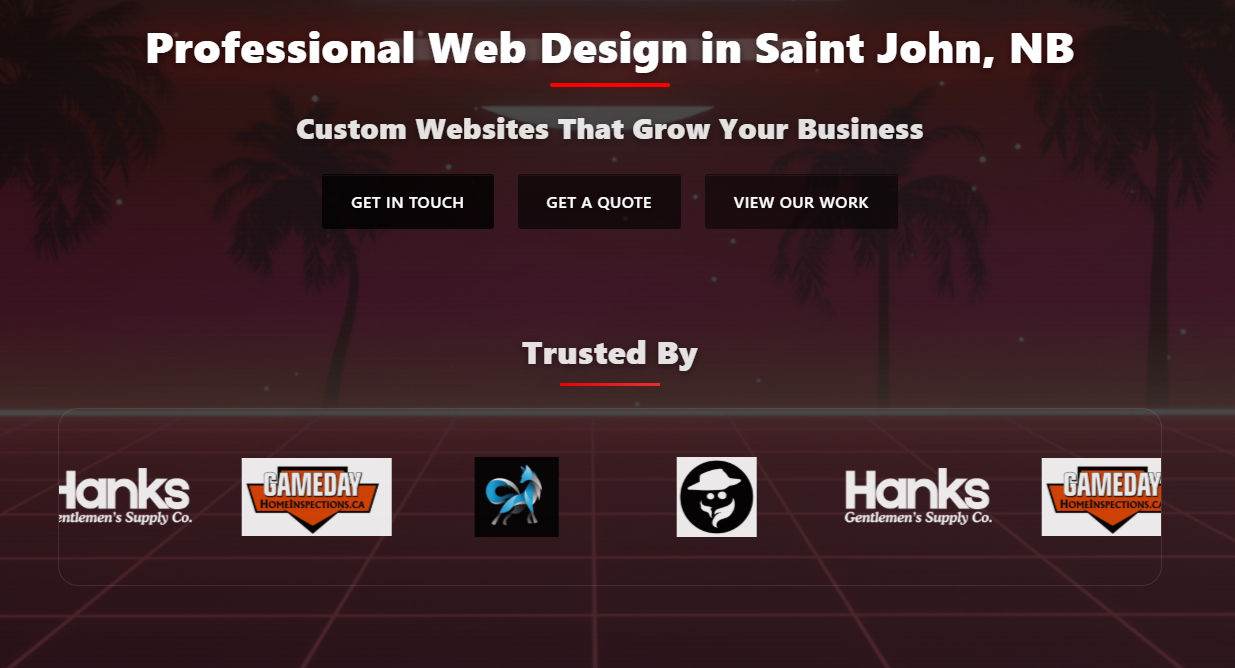 Professional Web Design in Saint John, NB
Custom Websites That Grow Your Business
GET IN TOUCH
GET A QUOTE
VIEW OUR WORK
Trusted By
Hanks
entlemen's Supply Co.
GAMEDAY
HOMEINSPECTIONS.CA
Hanks
Gentlemen's Supply Co.
GAMEDAY
HOMEINSPECTIONS.CA